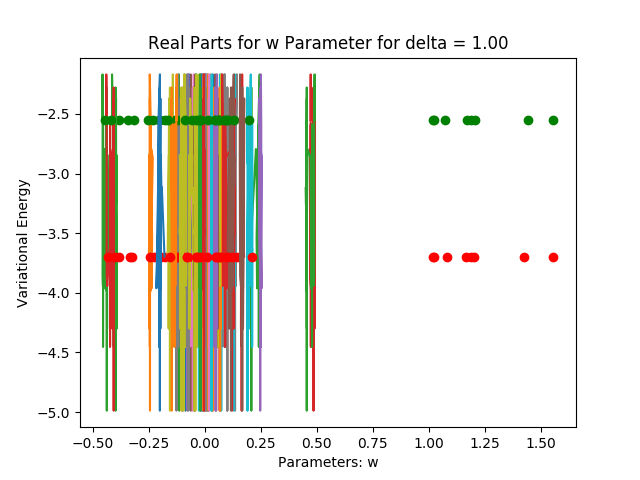 Real Parts for w Parameter for delta = 1.00
Variational Energy
−2.5
−3.0
−3.5
−4.0
−4.5
−5.0
−0.50 −0.25 0.00 0.25 0.50 0.75 1.00 1.25 1.50
Parameters: w